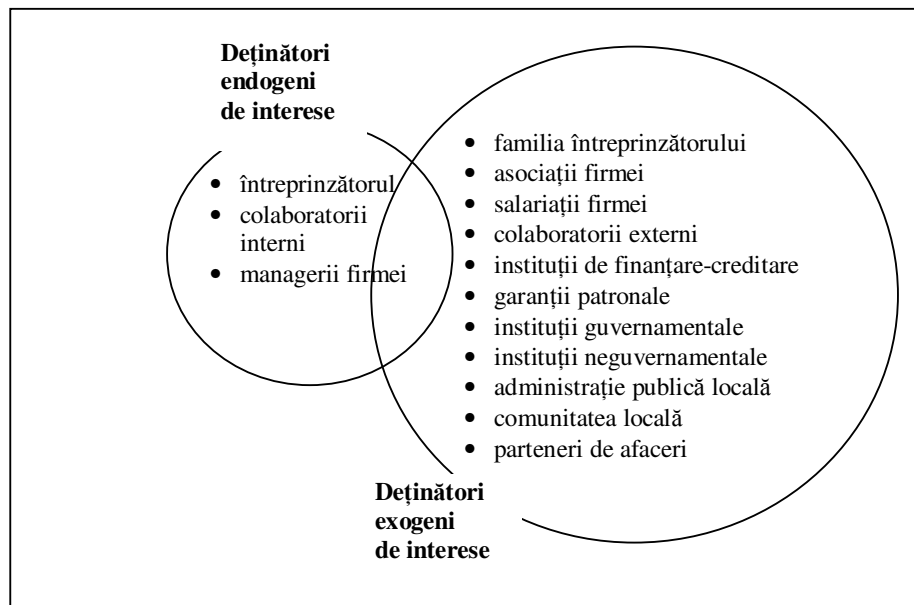 Deținători
endogeni
de interese
• întreprinzătorul
• colaboratorii
interni
• managerii firmei
• familia întreprinzătorului
• asociații firmei
• salariații firmei
• colaboratorii externi
• instituții de finanțare-creditare
• garanții patronale
• instituții guvernamentale
• instituții neguvernamentale
• administrație publică locală
• comunitatea locală
• parteneri de afaceri
Deținători
exogeni
de interese